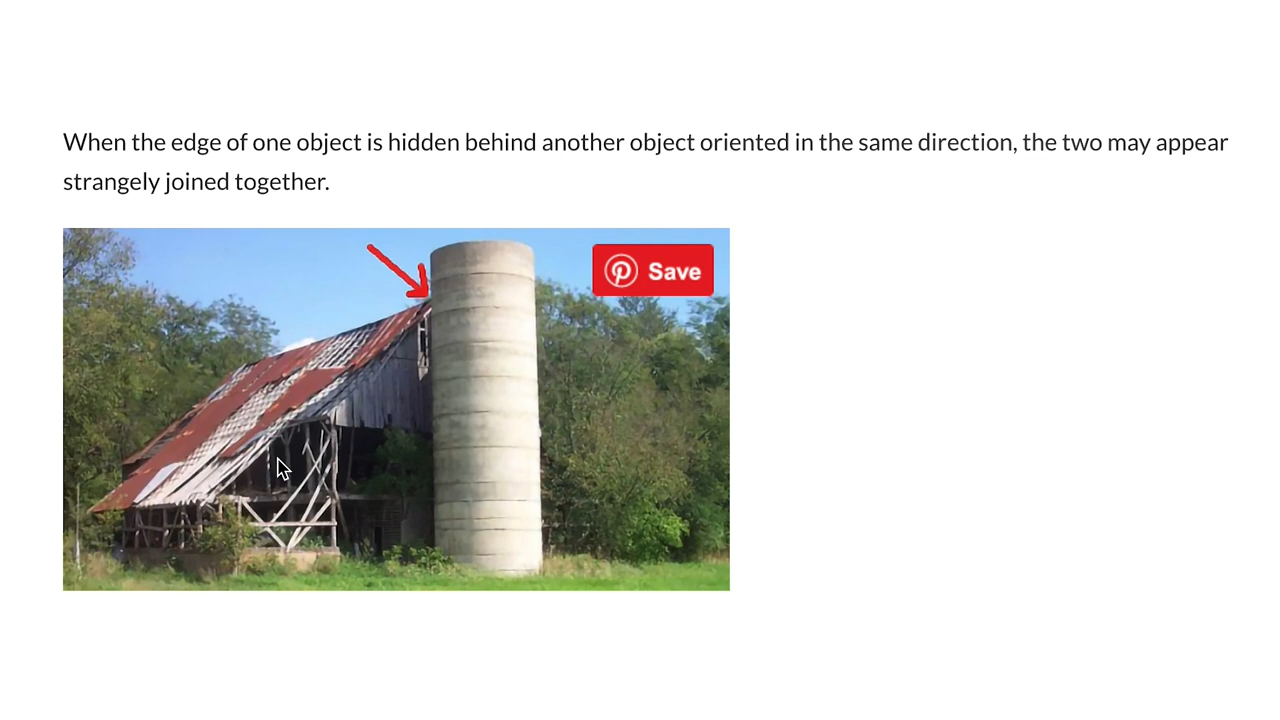 When the edge of one object is hidden behind another object oriented in the same direction, the two may appear
strangely joined together.
Save